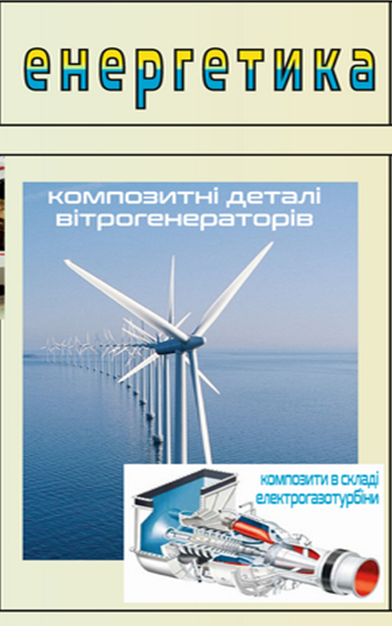 енергетика
композитні деталі
вітрогенераторів
композити в складі
електрогазотурбіни